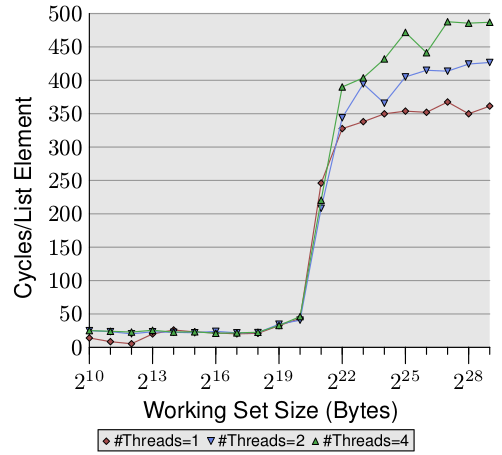 500
450
400
350
300
250
200
150
100
50
0
Cycles/List Element
2^10 2^13 2^16 2^19 2^22 2^25 2^28
Working Set Size (Bytes)
#Threads=1 #Threads=2 #Threads=4